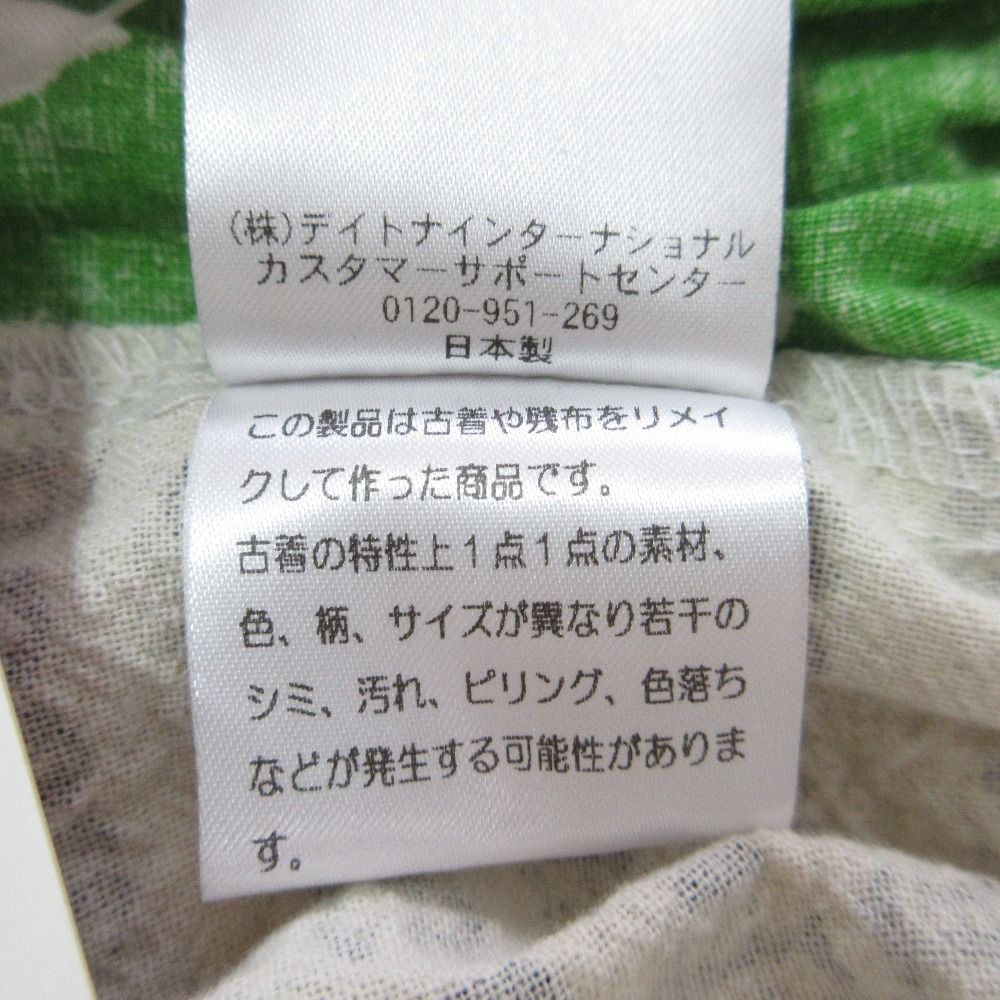 (株)デイトナインターナショナル
カスタマーサポートセンター
0120-951-269
日本製
この製品は古着や残布をリメイ
クして作った商品です。
古着の特性上1点1点の素材、
色、柄、サイズが異なり若干の
シミ、汚れ、ピリング、色落ち
などが発生する可能性がありま
す。